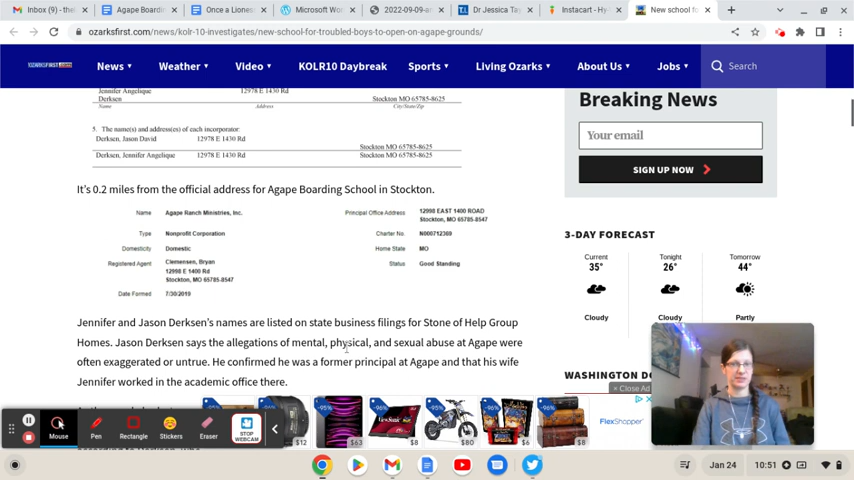 Inbox (9) - the
Agape Boardin
Once a Lioness
Microsoft Wo
2022-09-09-a
Dr Jessica Tay
Instacart - Hy
New school fo
ozarksfirst.com/news/kolr-10-investigates/new-school-for-troubled-boys-to-open-on-agape-grounds/
News
Weather
Video
KOLR10 Daybreak
Sports
Living Ozarks
About Us
Jobs
Search
Jennifer Angelique
Derksen
12978 E 1430 Rd
Stockton MO 65785-8625
Name
Address
City/State/Zip
5. The name(s) and address(es) of each incorporator:
Derksen, Jason David
12978 E 1430 Rd
Stockton MO 65785-8625
Derksen, Jennifer Angelique
12978 E 1430 Rd
Stockton MO 65785-8625
It's 0.2 miles from the official address for Agape Boarding School in Stockton.
Name
Agape Ranch Ministries, Inc.
Principal Office Address
12998 EAST 1400 ROAD
Stockton, MO 65785-8547
Type
Nonprofit Corporation
Charter No.
N000712369
Domesticity
Domestic
Home State
MO
Registered Agent
Clemensen, Bryan
12998 E 1400 Rd
Stockton, MO 65785-8547
Status
Good Standing
Date Formed
7/30/2019
Jennifer and Jason Derksen's names are listed on state business filings for Stone of Help Group
Homes. Jason Derksen says the allegations of mental, physical, and sexual abuse at Agape were
often exaggerated or untrue. He confirmed he was a former principal at Agape and that his wife
Jennifer worked in the academic office there.
Breaking News
Your email
SIGN UP NOW
3-DAY FORECAST
Current
35°
Cloudy
Tonight
26°
Cloudy
Tomorrow
44°
Partly
WASHINGTON DC
Close Ad
FlexShopper
$12
-95%
$63
-96%
$8
-95%
$80
-96%
$6
-96%
$8
Mouse
Pen
Rectangle
Stickers
Eraser
STOP
WEBCAM
Jan 24
10:51